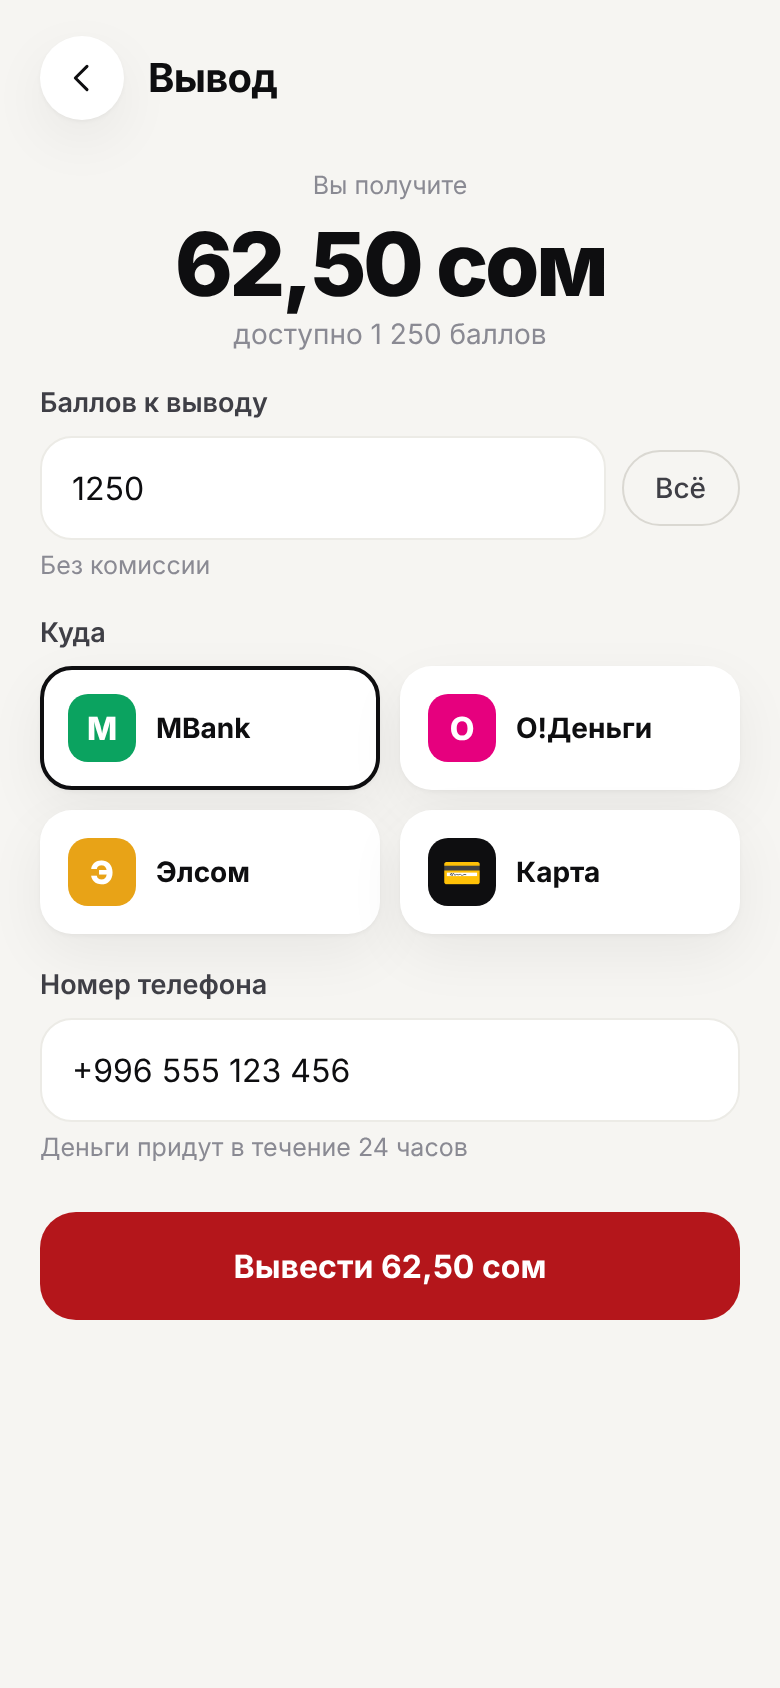 Вывод
Вы получите
62,50 сом
доступно 1 250 баллов
Баллов к выводу
1250
Всё
Без комиссии
Куда
M MBank
O О!Деньги
Э Элсом
Карта
Номер телефона
+996 555 123 456
Деньги придут в течение 24 часов
Вывести 62,50 сом